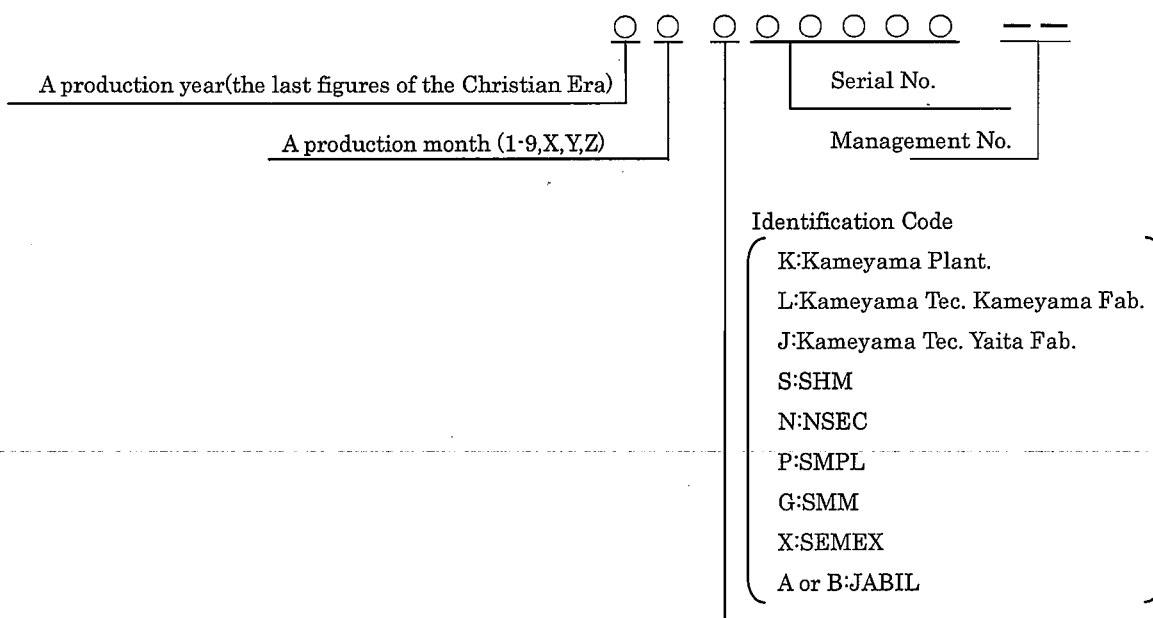 ○ ○ ○ ○ ○ ○ ○ ○ — —
A production year(the last figures of the Christian Era)
Serial No.
A production month (1-9,X,Y,Z)
Management No.
Identification Code
K:Kameyama Plant.
L:Kameyama Tec. Kameyama Fab.
J:Kameyama Tec. Yaita Fab.
S:SHM
N:NSEC
P:SMPL
G:SMM
X:SEMEX
A or B:JABIL